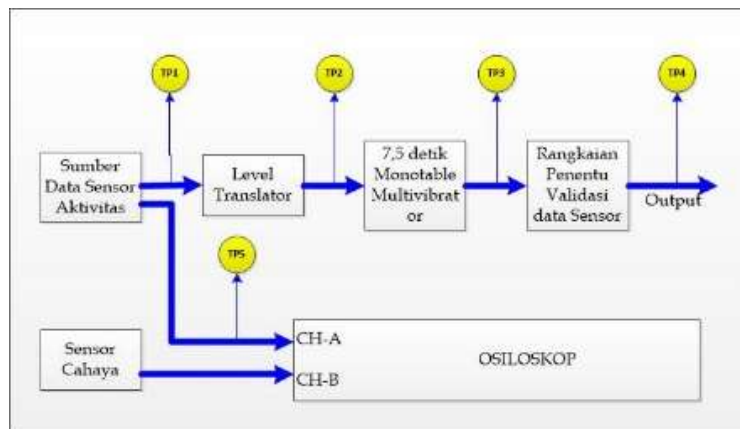 TP1
TP2
TP3
TP4
Sumber
Data Sensor
Aktivitas
Level
Translator
7,5 detik
Monotable
Multivibrat
or
Rangkaian
Penentu
Validasi
data Sensor
Output
TP5
Sensor
Cahaya
CH-A
CH-B
OSILOSKOP